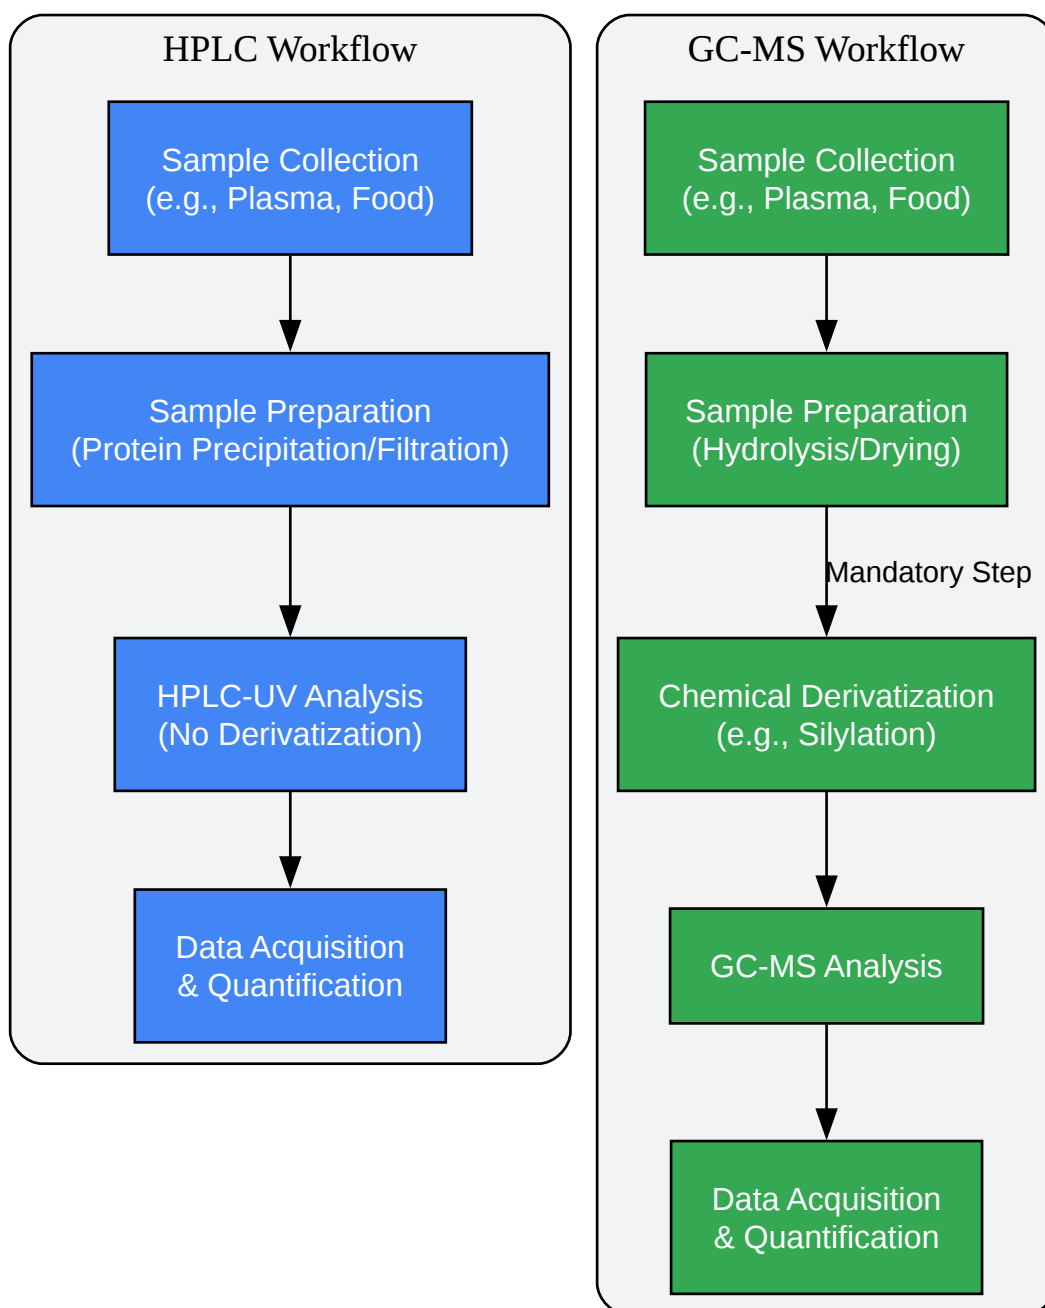 HPLC Workflow
Sample Collection
(e.g., Plasma, Food)
Sample Preparation
(Protein Precipitation/Filtration)
HPLC-UV Analysis
(No Derivatization)
Data Acquisition
& Quantification
GC-MS Workflow
Sample Collection
(e.g., Plasma, Food)
Sample Preparation
(Hydrolysis/Drying)
Mandatory Step
Chemical Derivatization
(e.g., Silylation)
GC-MS Analysis
Data Acquisition
& Quantification